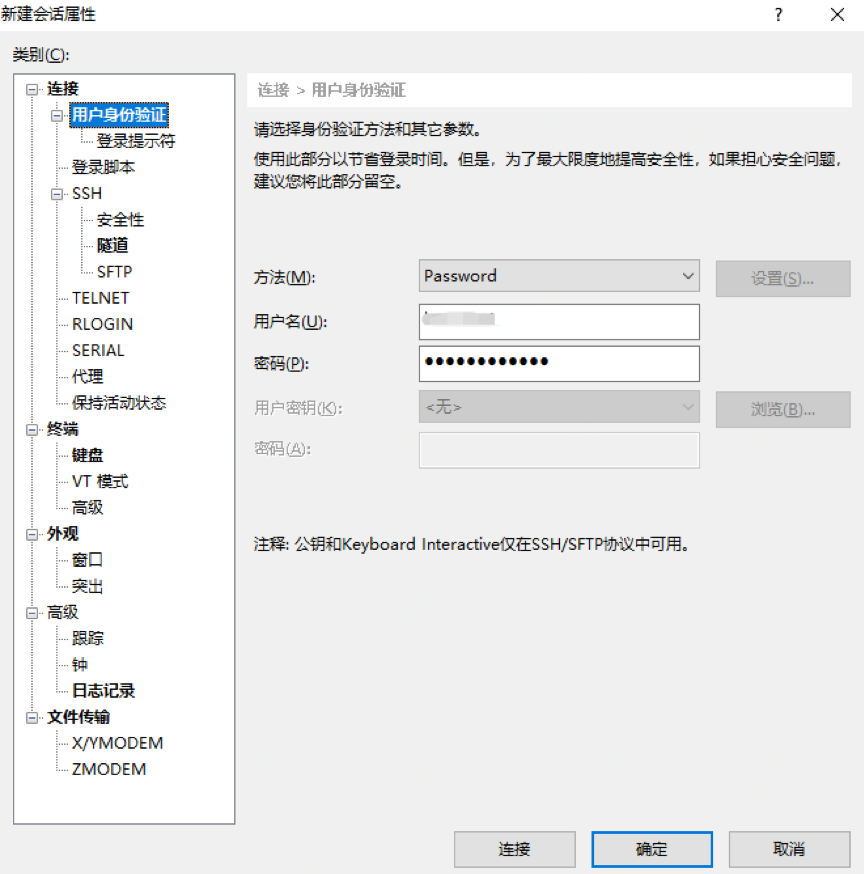 新建会话属性
?
类别(C):
连接
用户身份验证
登录提示符
登录脚本
SSH
安全性
隧道
SFTP
TELNET
RLOGIN
SERIAL
代理
保持活动状态
终端
键盘
VT 模式
高级
外观
窗口
突出
高级
跟踪
钟
日志记录
文件传输
X/YMODEM
ZMODEM
连接 > 用户身份验证
请选择身份验证方法和其它参数。
使用此部分以节省登录时间。但是，为了最大限度地提高安全性，如果担心安全问题，
建议您将此部分留空。
方法(M):
Password
设置(S)...
用户名(U):
密码(P):
●●●●●●●●●●●●
用户密钥(K):
<无>
浏览(B)...
密码(A):
注释: 公钥和Keyboard Interactive仅在SSH/SFTP协议中可用。
连接
确定
取消